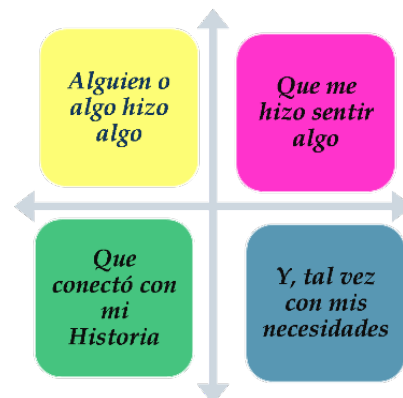 Alguien o
algo hizo
algo
Que me
hizo sentir
algo
Que
conectó con
mi
Historia
Y, tal vez
con mis
necesidades